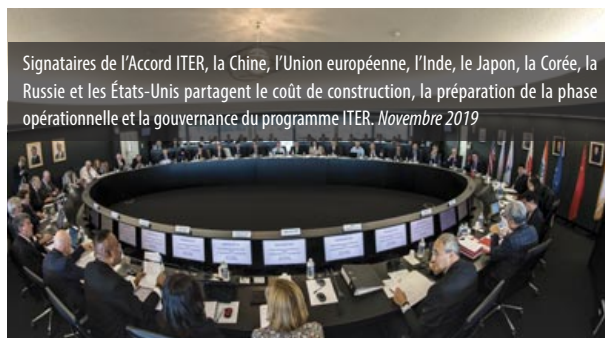 Signataires de l’Accord ITER, la Chine, l’Union européenne, l’Inde, le Japon, la Corée, la
Russie et les États-Unis partagent le coût de construction, la préparation de la phase
opérationnelle et la gouvernance du programme ITER. Novembre 2019